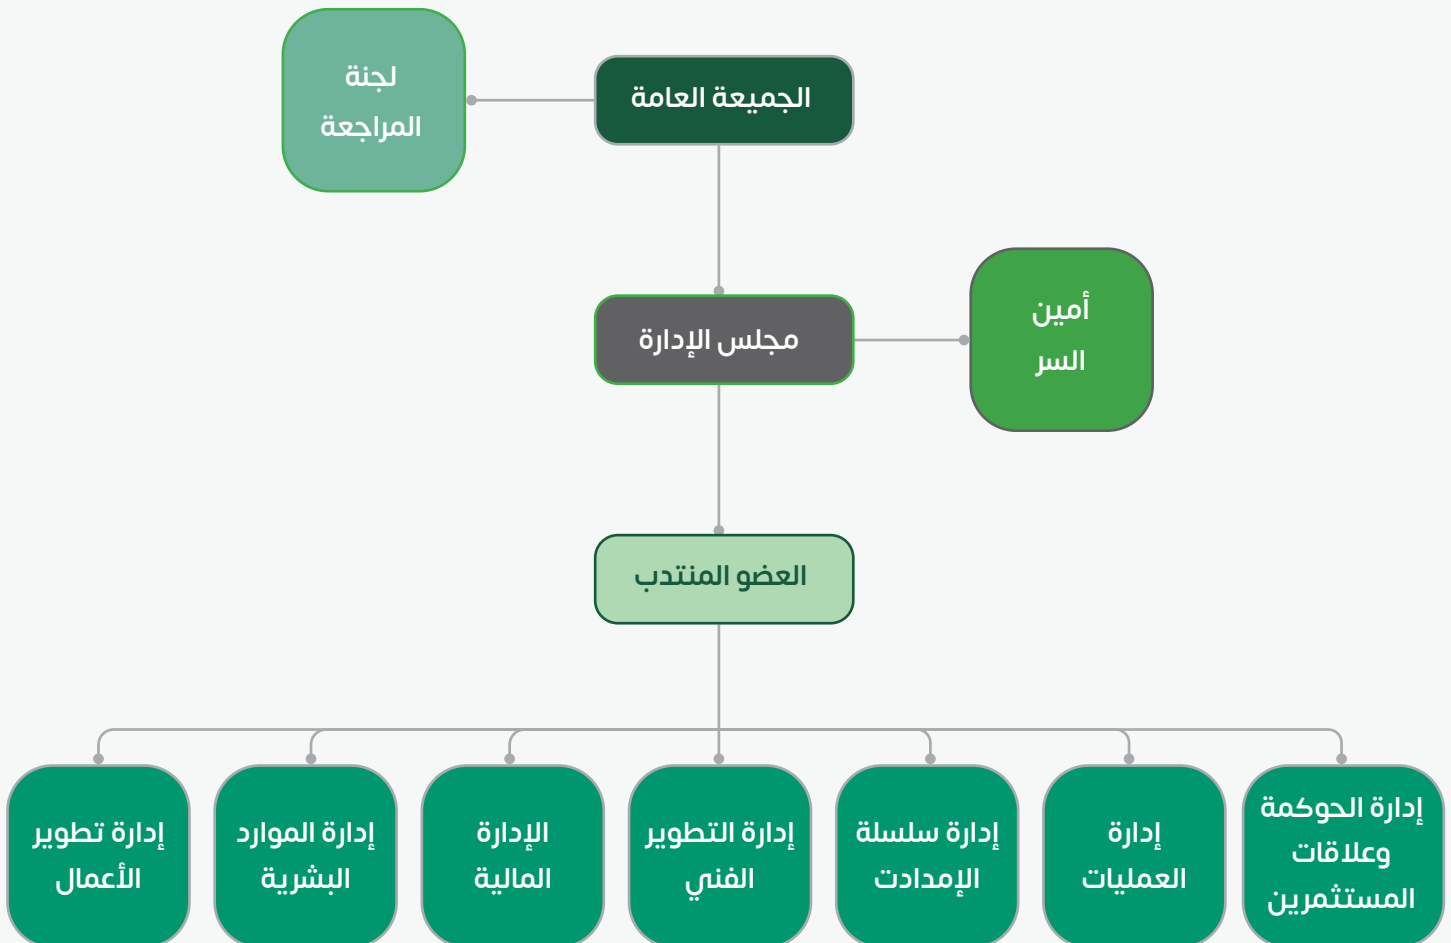 لجنة
المراجعة
الجميعة العامة
أمين
السر
مجلس الإدارة
العضو المنتدب
إدارة الحوكمة
وعلاقات
المستثمرين
إدارة
العمليات
إدارة سلسلة
الإمدادت
إدارة التطوير
الفني
الإدارة
المالية
إدارة الموارد
البشرية
إدارة تطوير
الأعمال